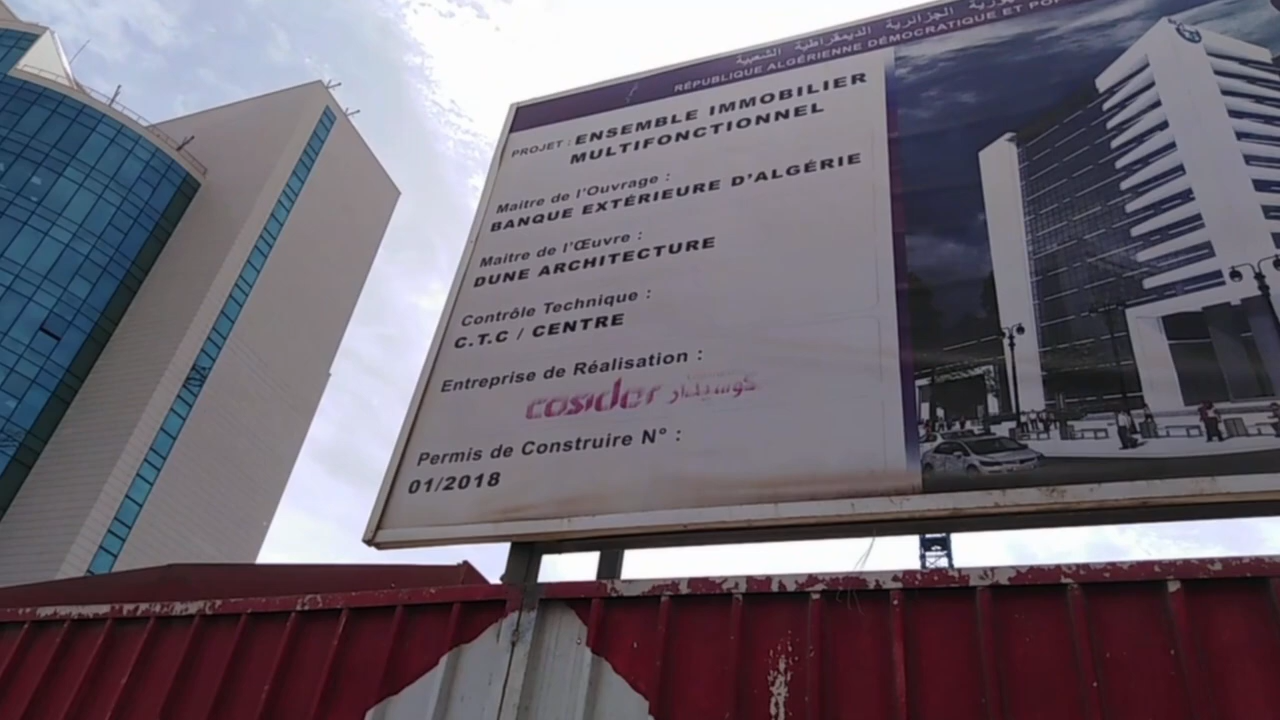 الجزائرية الديمقراطية الشعبية
RÉPUBLIQUE ALGÉRIENNE DÉMOCRATIQUE ET
PROJET : ENSEMBLE IMMOBILIER
MULTIFONCTIONNEL
Maitre de l'Ouvrage :
BANQUE EXTÉRIEURE D'ALGÉRIE
Maitre de l'Œuvre :
DUNE ARCHITECTURE
Contrôle Technique :
C.T.C / CENTRE
Entreprise de Réalisation :
cosider كوسيدار
Permis de Construire N° :
01/2018